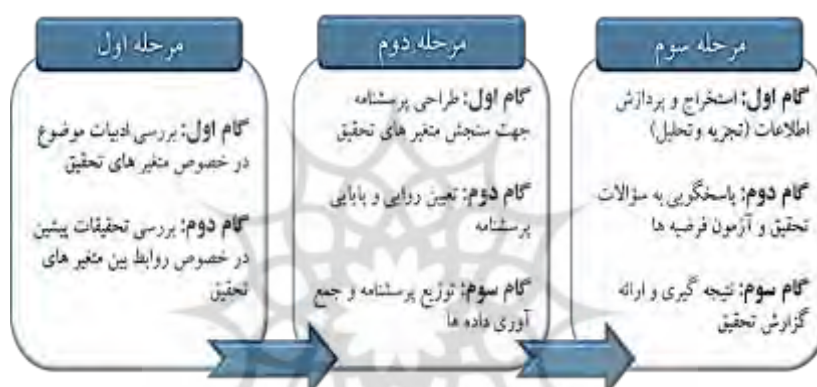 مرحله اول
گام اول: بررسی ادبیات موضوع
در خصوص متغیر های تحقیق
گام دوم: بررسی تحقیقات پیشین
در خصوص روابط بین متغیر های
تحقیق
مرحله دوم
گام اول: طراحی پرسشنامه
جهت سنجش متغیر های تحقیق
گام دوم: تعیین روایی و پایایی
پرسشنامه
گام سوم: توزیع پرسشنامه و جمع
آوری داده ها
مرحله سوم
گام اول: استخراج و پردازش
اطلاعات (تجزیه و تحلیل)
گام دوم: پاسخگویی به سؤالات
تحقیق و آزمون فرضیه ها
گام سوم: نتیجه گیری و ارائه
گزارش تحقیق